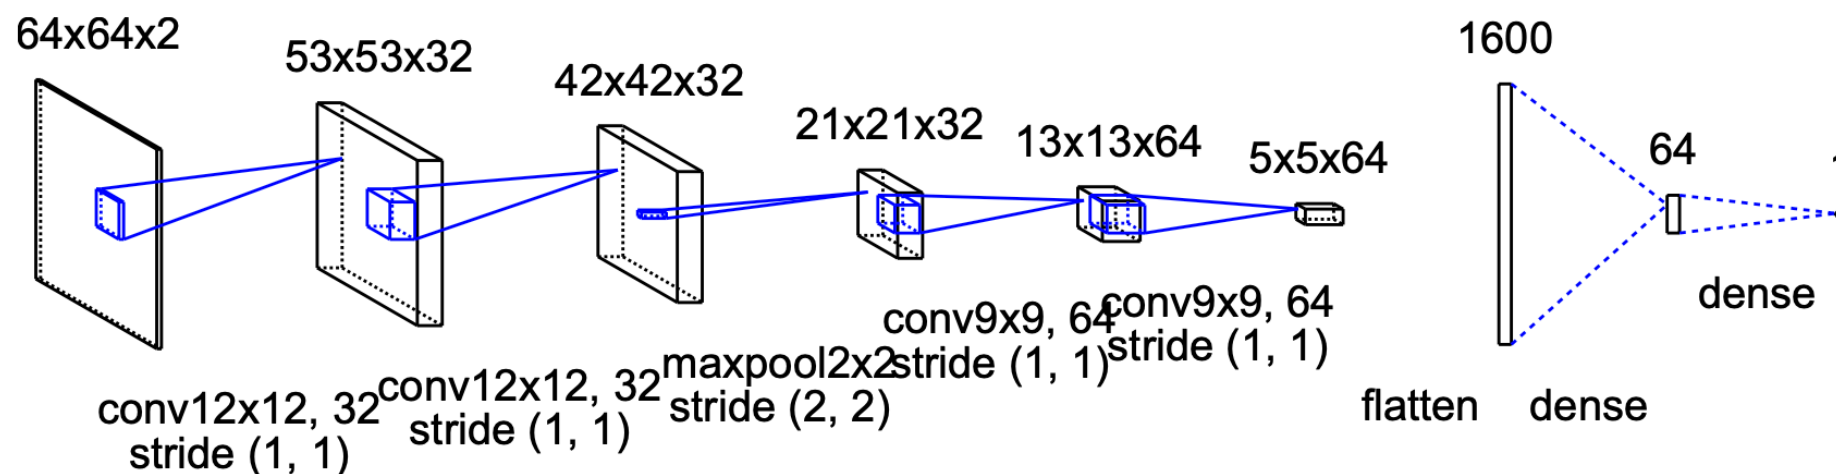 64x64x2
53x53x32
42x42x32
21x21x32
13x13x64
5x5x64
1600
64
conv12x12, 32
stride (1, 1)
conv12x12, 32
stride (1, 1)
maxpool2x2
stride (2, 2)
conv9x9, 64
stride (1, 1)
conv9x9, 64
stride (1, 1)
flatten
dense
dense